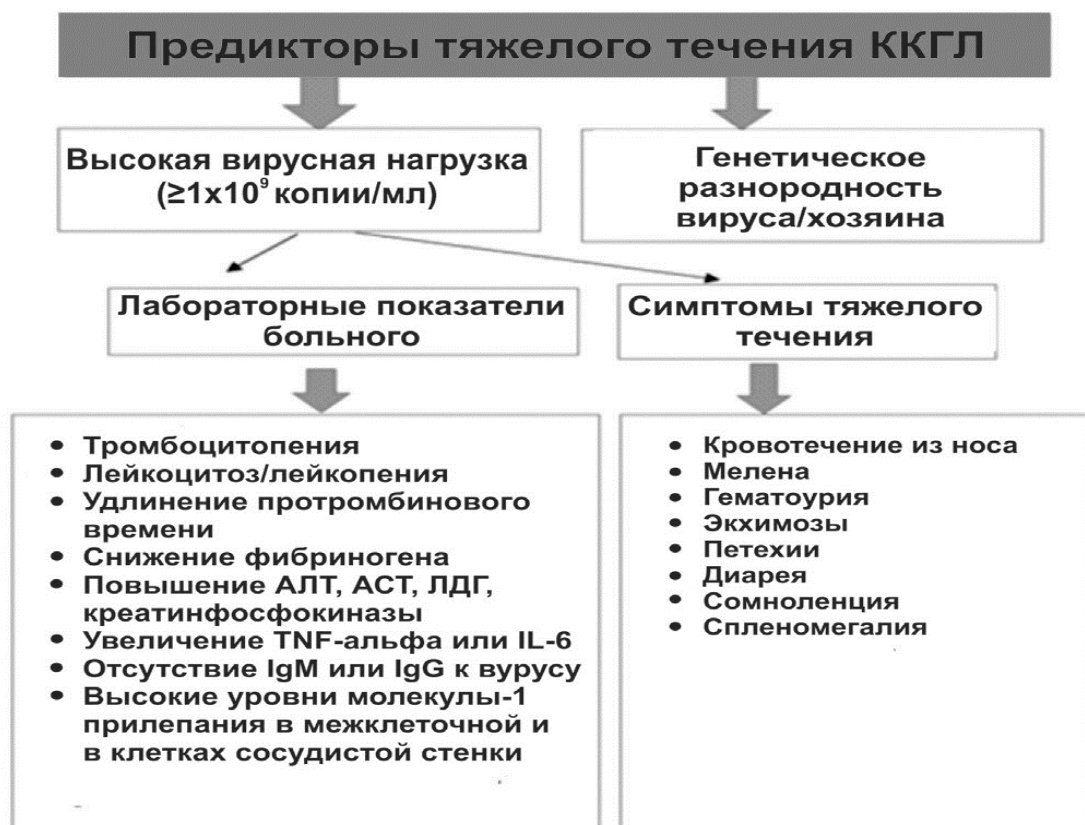 Предикторы тяжелого течения ККГЛ
Высокая вирусная нагрузка
(≥1х10⁹ копии/мл)
Генетическое
разнородность
вируса/хозяина
Лабораторные показатели
больного
Симптомы тяжелого
течения
• Тромбоцитопения
• Лейкоцитоз/лейкопения
• Удлинение протромбинового
времени
• Снижение фибриногена
• Повышение АЛТ, АСТ, ЛДГ,
креатинфосфокиназы
• Увеличение TNF-альфа или IL-6
• Отсутствие IgM или IgG к вурусу
• Высокие уровни молекулы-1
прилепания в межклеточной и
в клетках сосудистой стенки
• Кровотечение из носа
• Мелена
• Гематоурия
• Экхимозы
• Петехии
• Диарея
• Сомноленция
• Спленомегалия